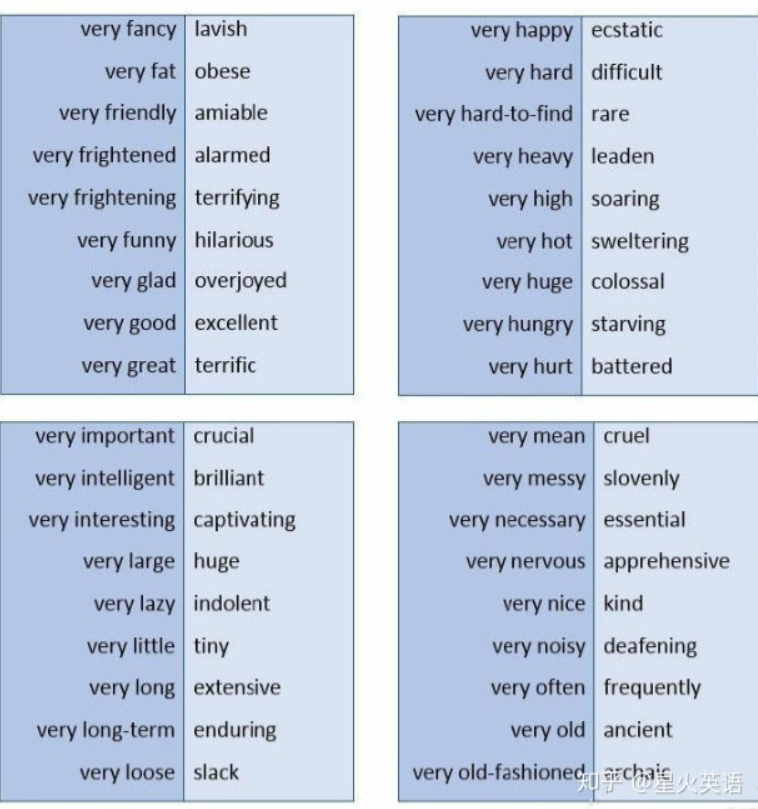 very fancy lavish
very fat obese
very friendly amiable
very frightened alarmed
very frightening terrifying
very funny hilarious
very glad overjoyed
very good excellent
very great terrific
very happy ecstatic
very hard difficult
very hard-to-find rare
very heavy leaden
very high soaring
very hot sweltering
very huge colossal
very hungry starving
very hurt battered
very important crucial
very intelligent brilliant
very interesting captivating
very large huge
very lazy indolent
very little tiny
very long extensive
very long-term enduring
very loose slack
very mean cruel
very messy slovenly
very necessary essential
very nervous apprehensive
very nice kind
very noisy deafening
very often frequently
very old ancient
very old-fashioned archaic
知乎 @星火英语